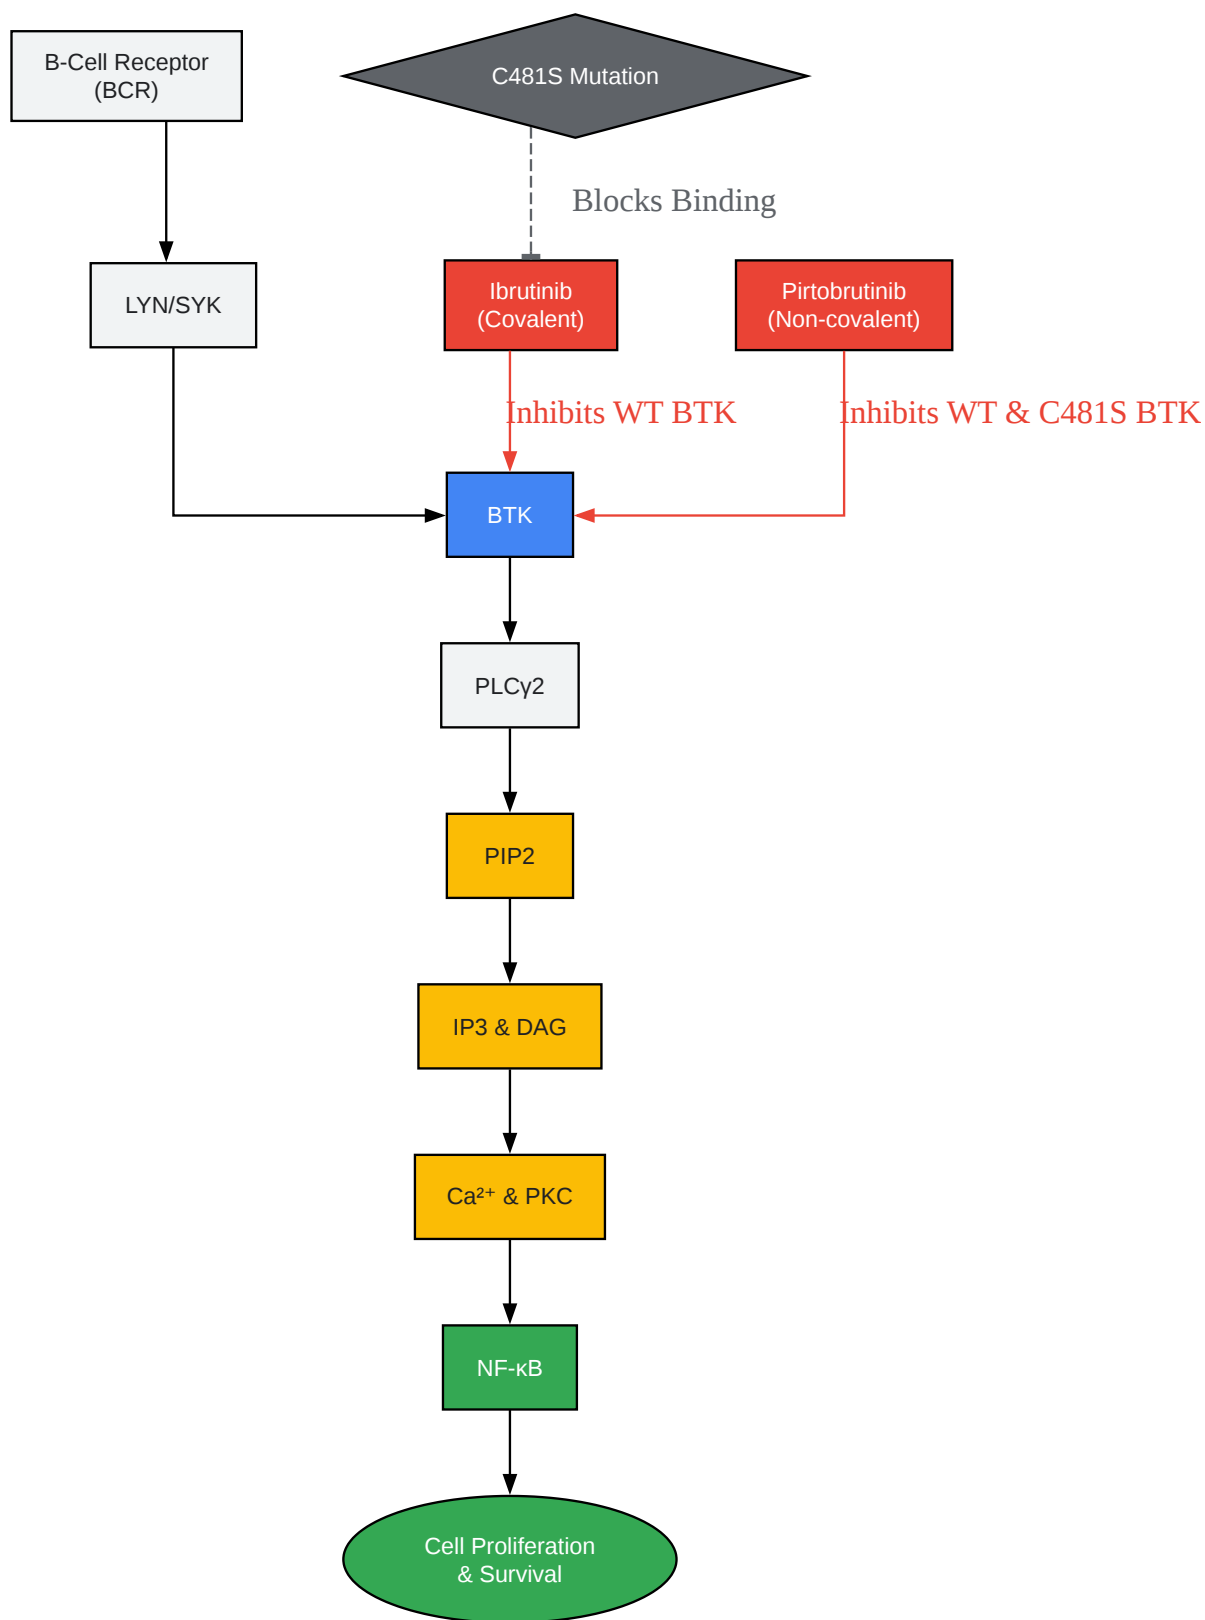 B-Cell Receptor
(BCR)
C481S Mutation
Blocks Binding
LYN/SYK
Ibrutinib
(Covalent)
Pirtobrutinib
(Non-covalent)
Inhibits WT BTK
Inhibits WT & C481S BTK
BTK
PLCγ2
PIP2
IP3 & DAG
Ca²⁺ & PKC
NF-κB
Cell Proliferation
& Survival